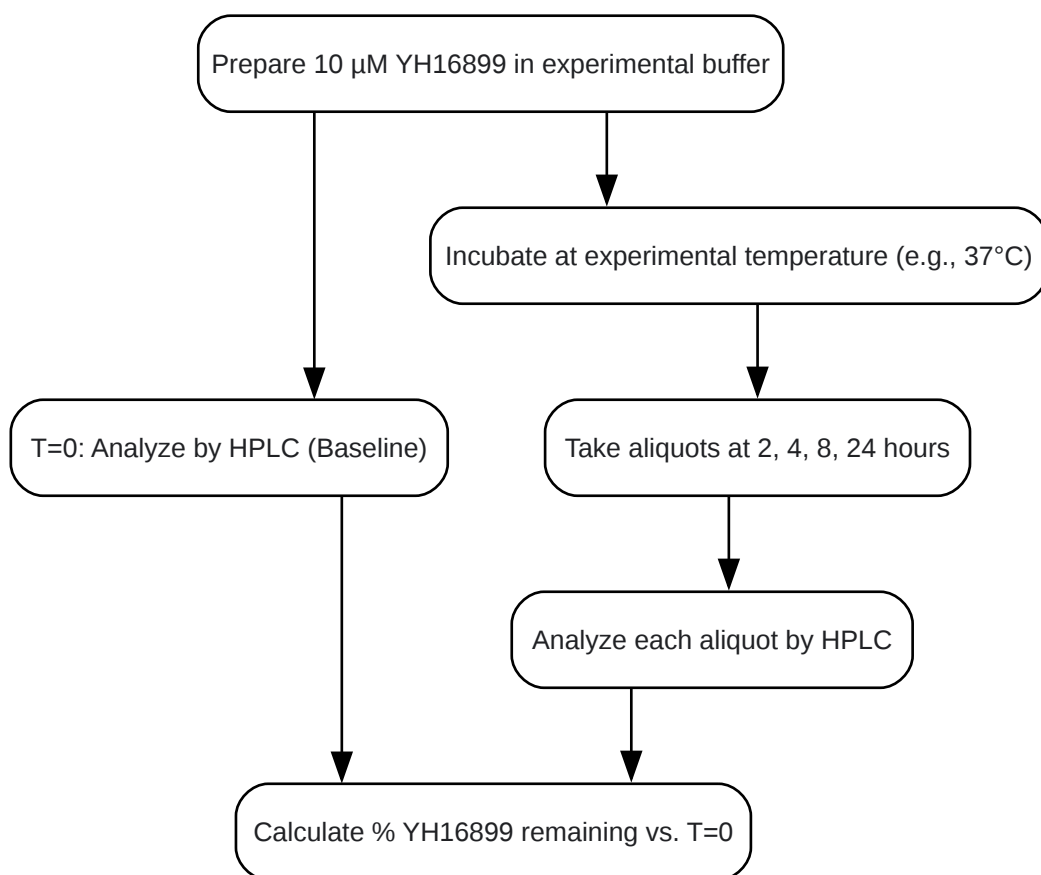 Prepare 10 µM YH16899 in experimental buffer
Incubate at experimental temperature (e.g., 37°C)
T=0: Analyze by HPLC (Baseline)
Take aliquots at 2, 4, 8, 24 hours
Analyze each aliquot by HPLC
Calculate % YH16899 remaining vs. T=0